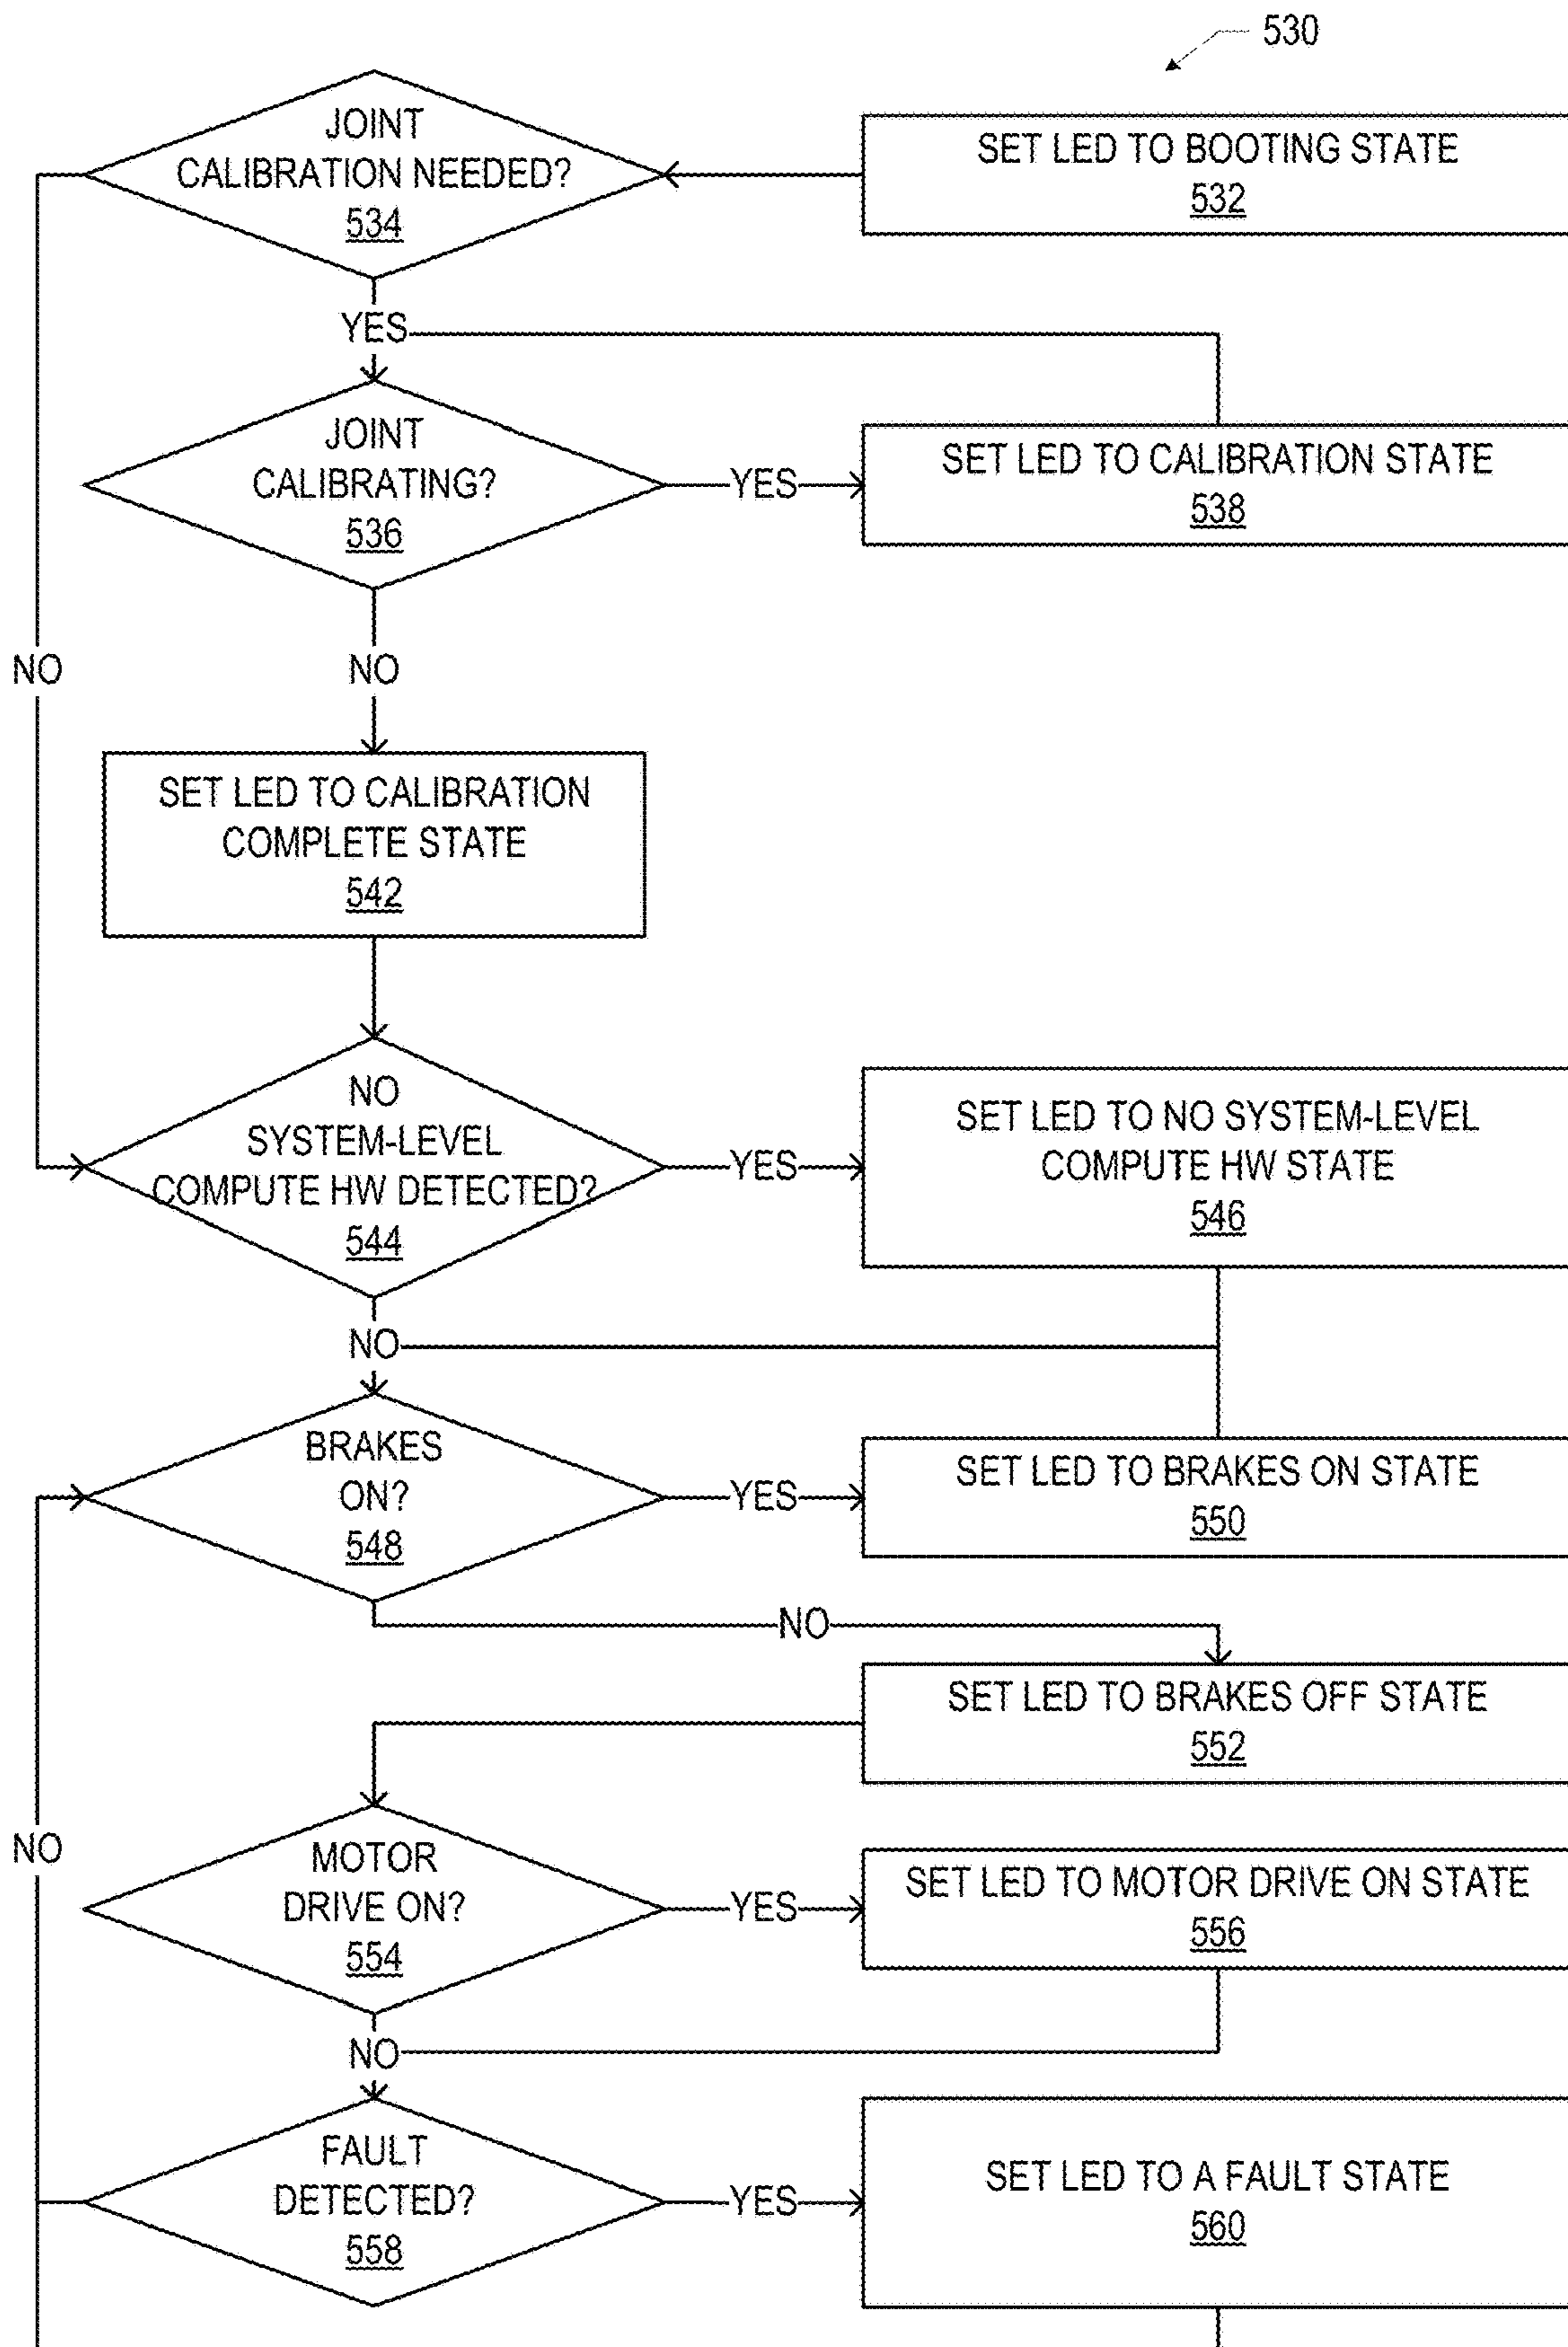 530
SET LED TO BOOTING STATE
532
JOINT
CALIBRATION NEEDED?
534
YES
JOINT
CALIBRATING?
536
YES
SET LED TO CALIBRATION STATE
538
NO
NO
SET LED TO CALIBRATION
COMPLETE STATE
542
NO
SYSTEM-LEVEL
COMPUTE HW DETECTED?
544
YES
SET LED TO NO SYSTEM-LEVEL
COMPUTE HW STATE
546
NO
BRAKES
ON?
548
YES
SET LED TO BRAKES ON STATE
550
NO
SET LED TO BRAKES OFF STATE
552
NO
MOTOR
DRIVE ON?
554
YES
SET LED TO MOTOR DRIVE ON STATE
556
NO
FAULT
DETECTED?
558
YES
SET LED TO A FAULT STATE
560